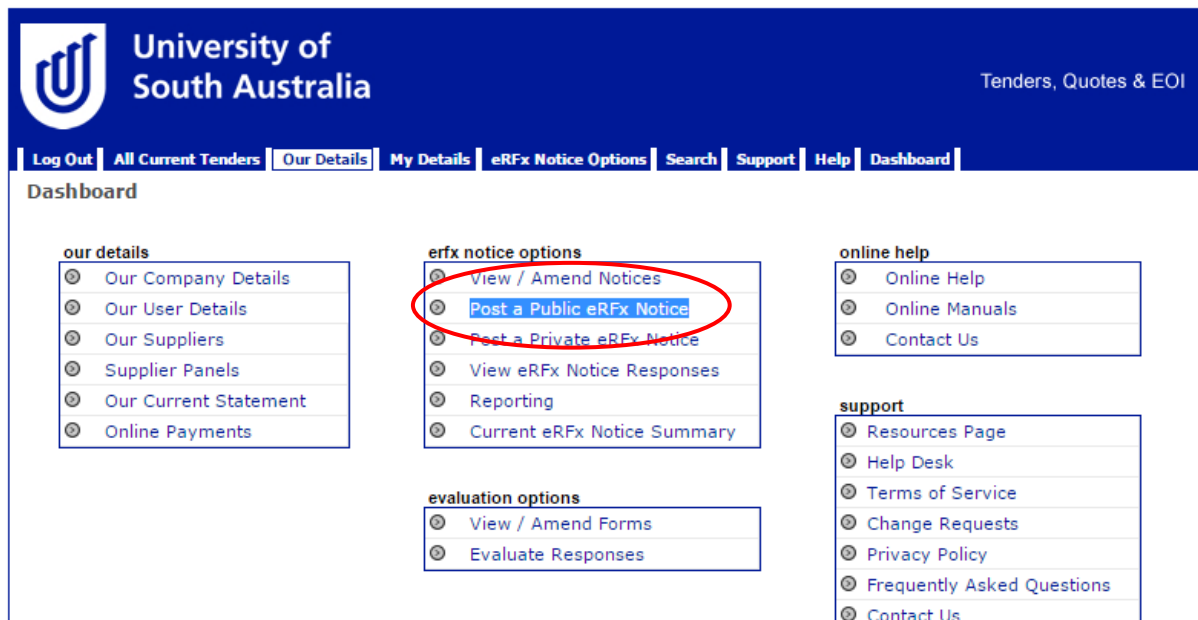 University of
South Australia
Tenders, Quotes & EOI
Log Out All Current Tenders Our Details My Details eRFx Notice Options Search Support Help Dashboard
Dashboard
our details
Our Company Details
Our User Details
Our Suppliers
Supplier Panels
Our Current Statement
Online Payments
erfx notice options
View / Amend Notices
Post a Public eRFx Notice
Post a Private eRFx Notice
View eRFx Notice Responses
Reporting
Current eRFx Notice Summary
evaluation options
View / Amend Forms
Evaluate Responses
online help
Online Help
Online Manuals
Contact Us
support
Resources Page
Help Desk
Terms of Service
Change Requests
Privacy Policy
Frequently Asked Questions
Contact Us